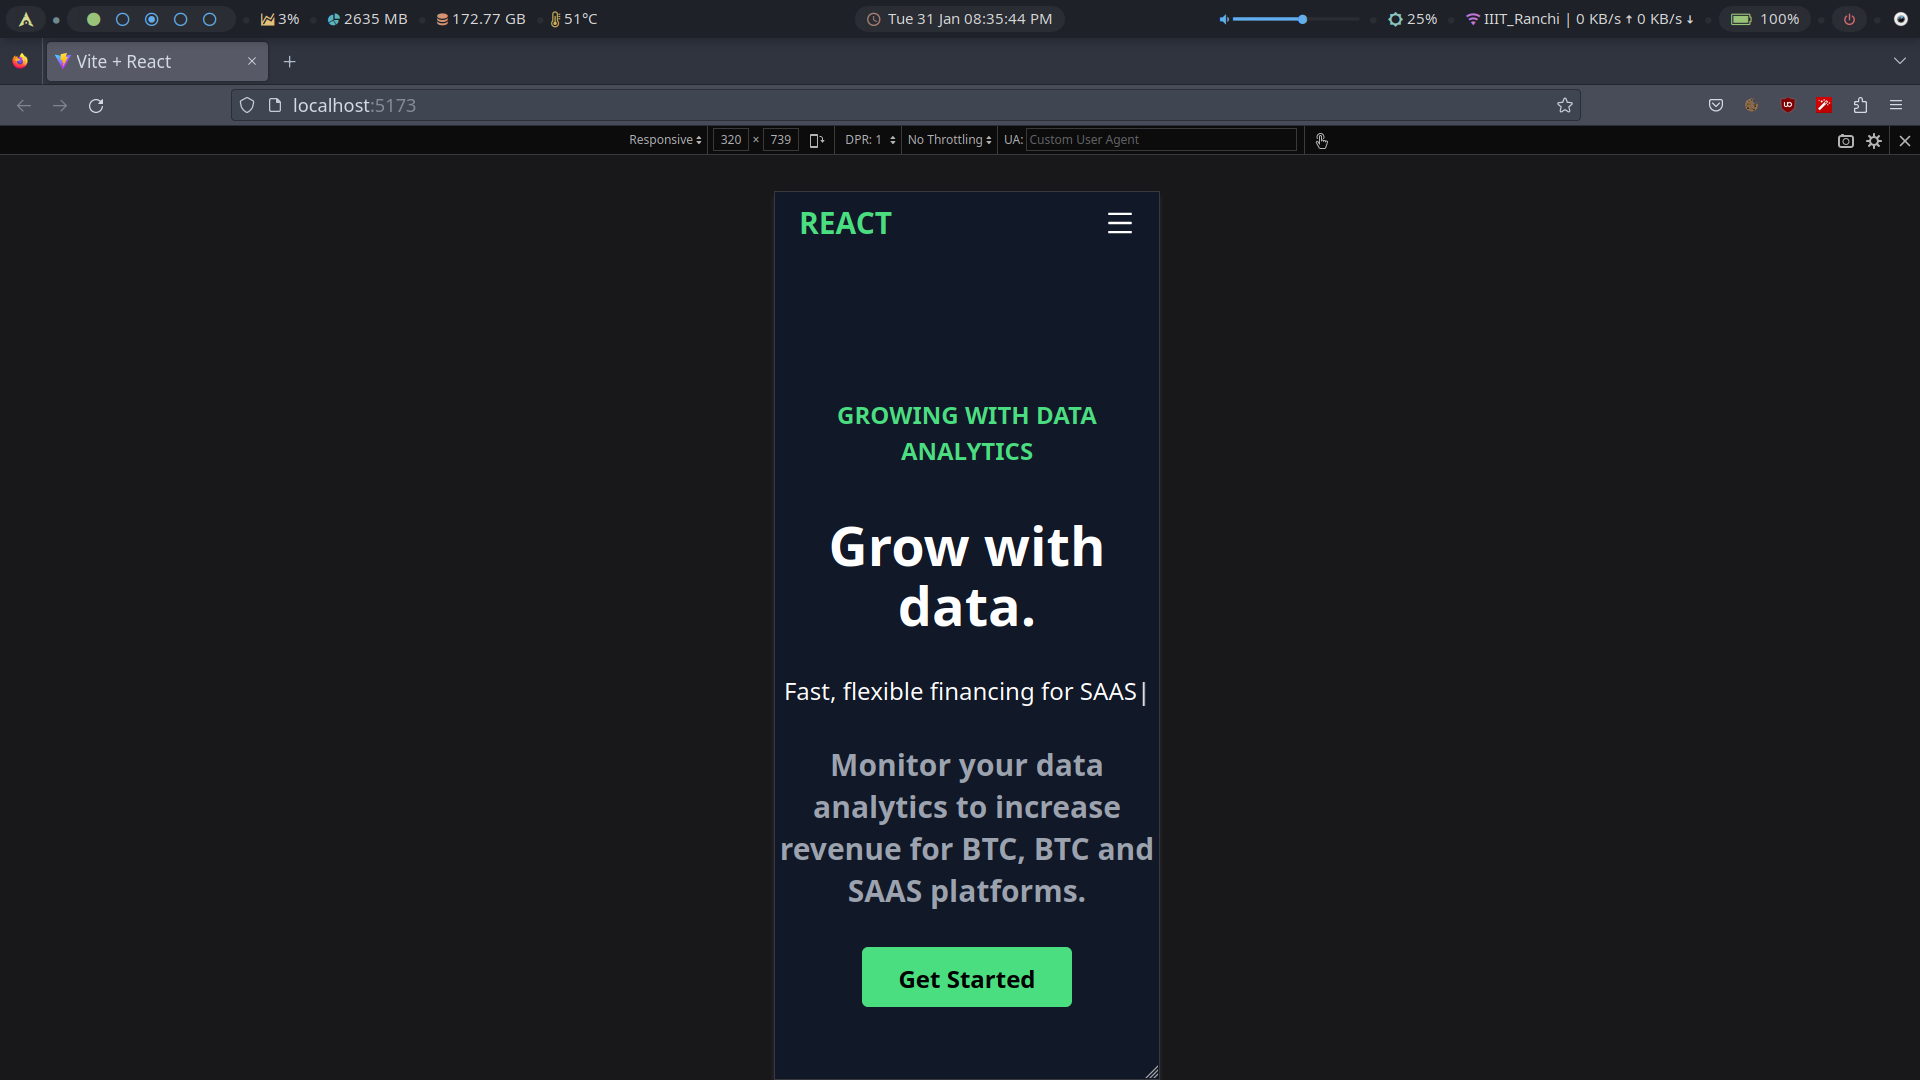 3%
2635 MB
172.77 GB
51°C
Tue 31 Jan 08:35:44 PM
25%
IIIT_Ranchi | 0 KB/s ↑ 0 KB/s ↓
100%
Vite + React
localhost:5173
Responsive
320 × 739
DPR: 1
No Throttling
UA: Custom User Agent
REACT
GROWING WITH DATA
ANALYTICS
Grow with
data.
Fast, flexible financing for SAAS|
Monitor your data
analytics to increase
revenue for BTC, BTC and
SAAS platforms.
Get Started